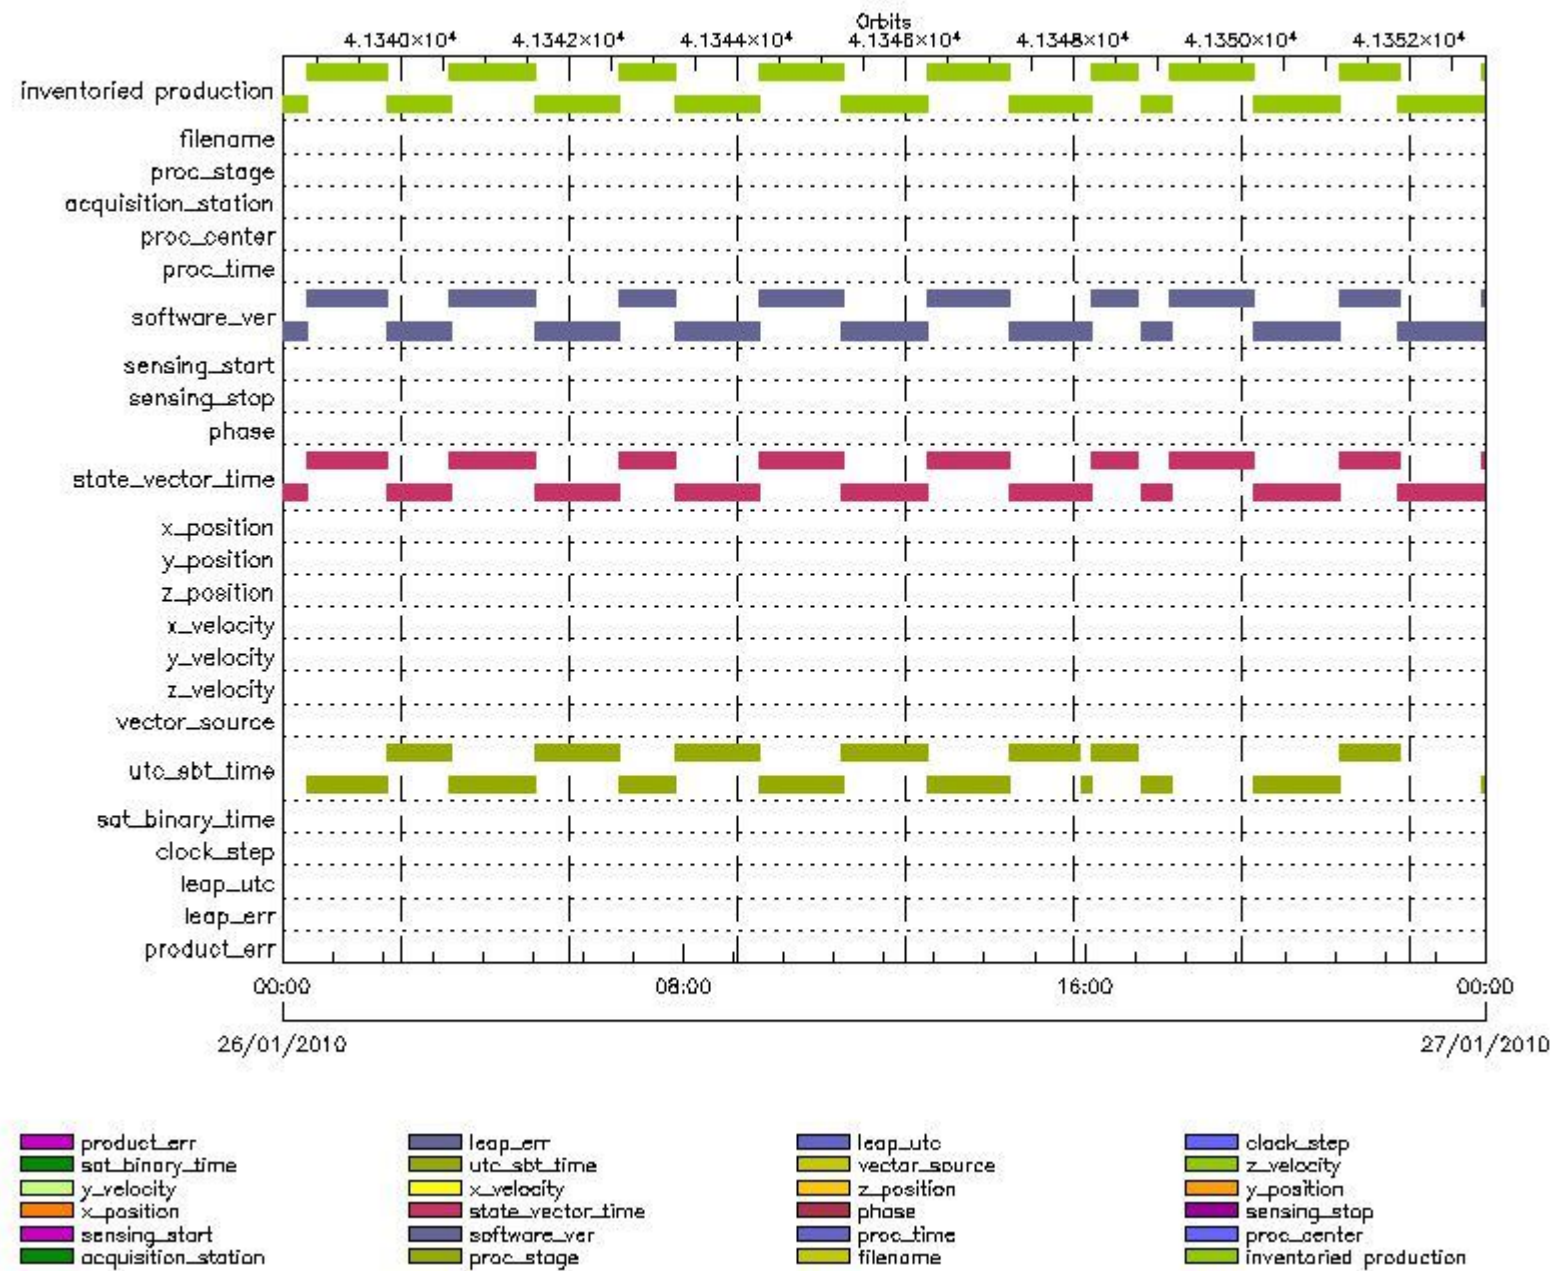 Orbits
4.1340×10⁴ 4.1342×10⁴ 4.1344×10⁴ 4.1346×10⁴ 4.1348×10⁴ 4.1350×10⁴ 4.1352×10⁴
inventoried production
filename
proc_stage
acquisition_station
proc_center
proc_time
software_ver
sensing_start
sensing_stop
phase
state_vector_time
x_position
y_position
z_position
x_velocity
y_velocity
z_velocity
vector_source
utc_sbt_time
sat_binary_time
clock_step
leap_utc
leap_err
product_err
00:00 08:00 16:00 00:00
26/01/2010 27/01/2010
product_err leap_err leap_utc clock_step
sat_binary_time utc_sbt_time vector_source z_velocity
y_velocity x_velocity z_position y_position
x_position state_vector_time phase sensing_stop
sensing_start software_ver proc_time proc_center
acquisition_station proc_stage filename inventoried production